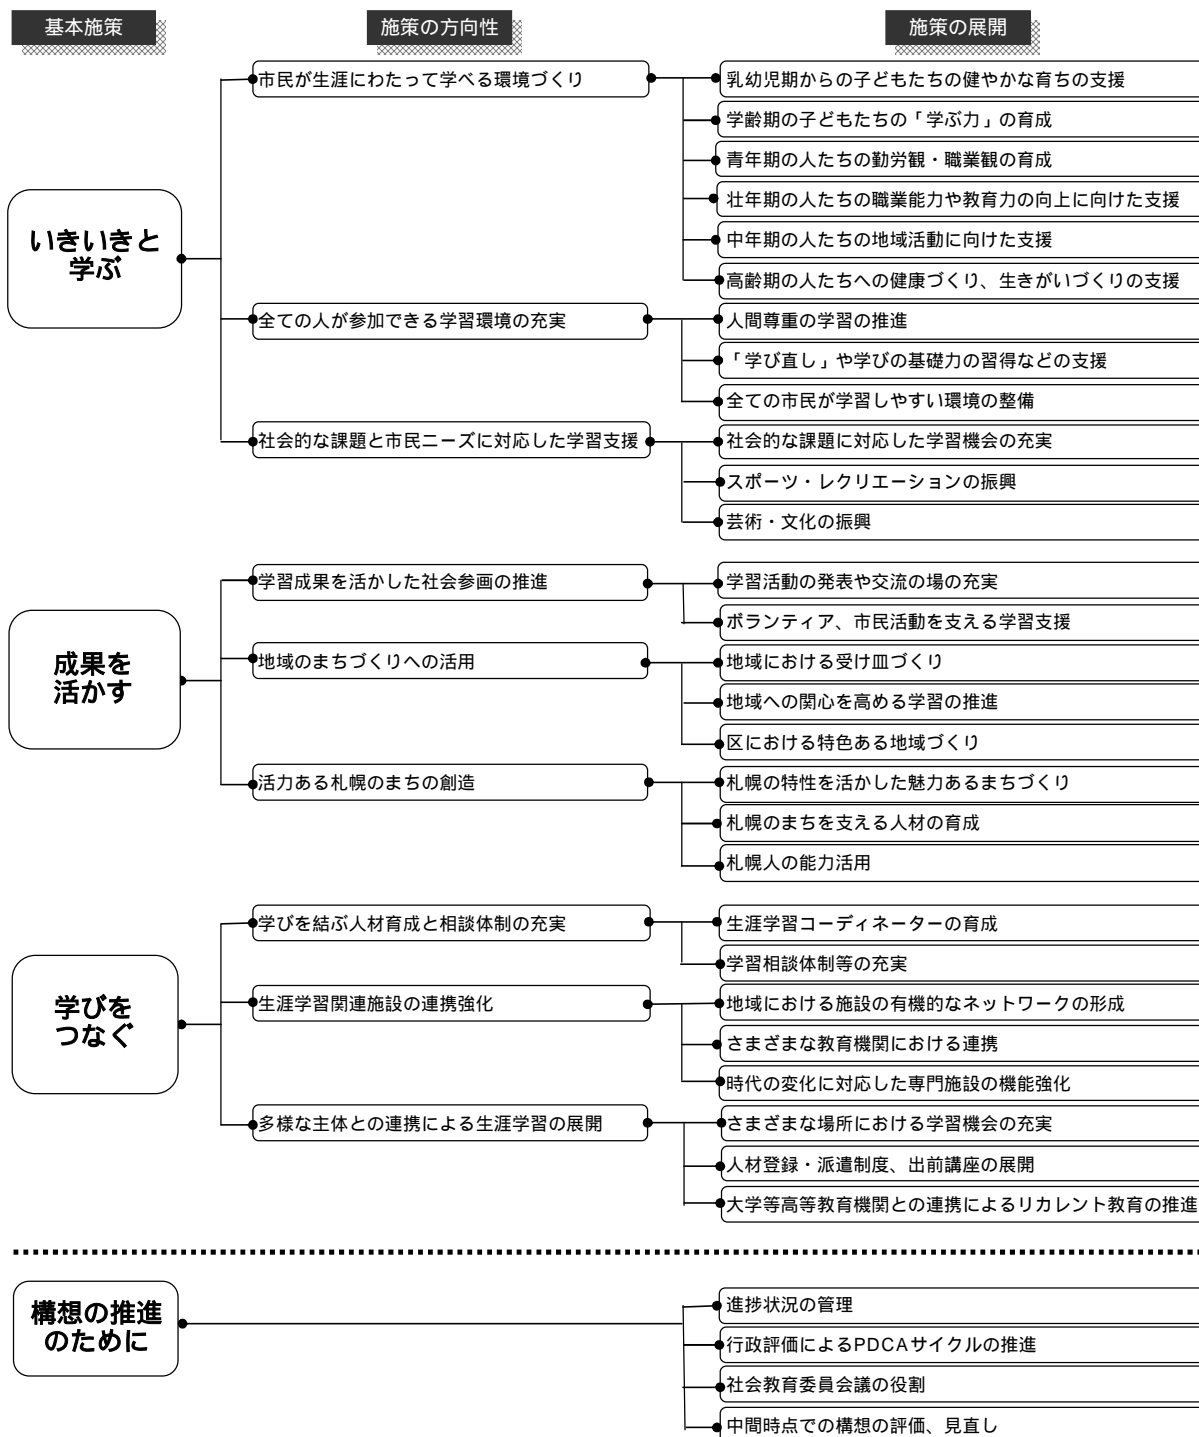 基本施策
施策の方向性
施策の展開
いきいきと
学ぶ
市民が生涯にわたって学べる環境づくり
乳幼児期からの子どもたちの健やかな育ちの支援
学齢期の子どもたちの「学ぶ力」の育成
青年期の人たちの勤労観・職業観の育成
壮年期の人たちの職業能力や教育力の向上に向けた支援
中年期の人たちの地域活動に向けた支援
高齢期の人たちへの健康づくり、生きがいづくりの支援
全ての人が参加できる学習環境の充実
人間尊重の学習の推進
「学び直し」や学びの基礎力の習得などの支援
全ての市民が学習しやすい環境の整備
社会的な課題と市民ニーズに対応した学習支援
社会的な課題に対応した学習機会の充実
スポーツ・レクリエーションの振興
芸術・文化の振興
成果を
活かす
学習成果を活かした社会参画の推進
学習活動の発表や交流の場の充実
ボランティア、市民活動を支える学習支援
地域のまちづくりへの活用
地域における受け皿づくり
地域への関心を高める学習の推進
区における特色ある地域づくり
活力ある札幌のまちの創造
札幌の特性を活かした魅力あるまちづくり
札幌のまちを支える人材の育成
札幌人の能力活用
学びを
つなぐ
学びを結ぶ人材育成と相談体制の充実
生涯学習コーディネーターの育成
学習相談体制等の充実
生涯学習関連施設の連携強化
地域における施設の有機的なネットワークの形成
さまざまな教育機関における連携
時代の変化に対応した専門施設の機能強化
多様な主体との連携による生涯学習の展開
さまざまな場所における学習機会の充実
人材登録・派遣制度、出前講座の展開
大学等高等教育機関との連携によるリカレント教育の推進
構想の推進
のために
進捗状況の管理
行政評価によるPDCAサイクルの推進
社会教育委員会議の役割
中間時点での構想の評価、見直し